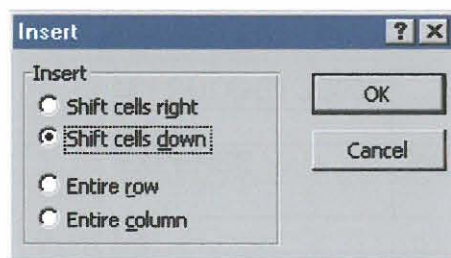 Insert
Insert
Shift cells right
Shift cells down
Entire row
Entire column
OK
Cancel